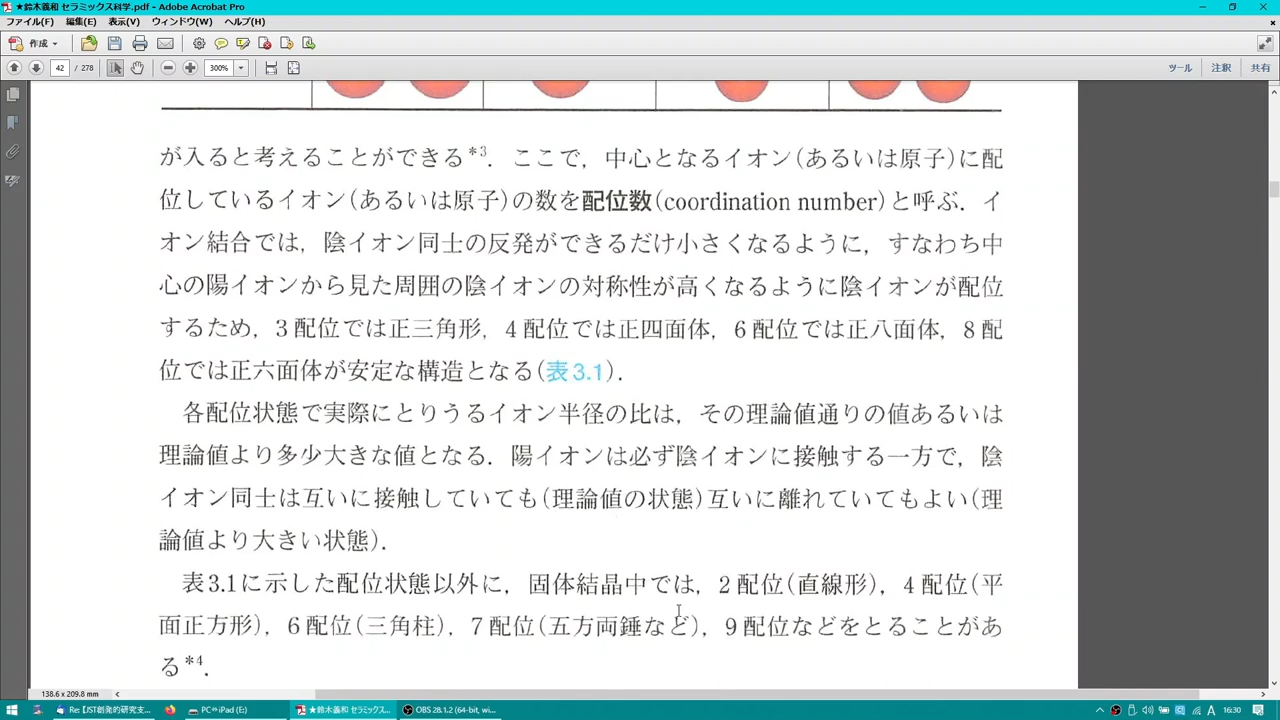 ★鈴木義和 セラミックス科学.pdf - Adobe Acrobat Pro
ファイル(F) 編集(E) 表示(V) ウィンドウ(W) ヘルプ(H)
作成
42 / 278 300% ツール 注釈 共有
が入ると考えることができる*3．ここで，中心となるイオン(あるいは原子)に配
位しているイオン(あるいは原子)の数を配位数(coordination number)と呼ぶ．イ
オン結合では，陰イオン同士の反発ができるだけ小さくなるように，すなわち中
心の陽イオンから見た周囲の陰イオンの対称性が高くなるように陰イオンが配位
するため，3配位では正三角形，4配位では正四面体，6配位では正八面体，8配
位では正六面体が安定な構造となる(表3.1)．
各配位状態で実際にとりうるイオン半径の比は，その理論値通りの値あるいは
理論値より多少大きな値となる．陽イオンは必ず陰イオンに接触する一方で，陰
イオン同士は互いに接触していても(理論値の状態)互いに離れていてもよい(理
論値より大きい状態)．
表3.1に示した配位状態以外に，固体結晶中では，2配位(直線形)，4配位(平
面正方形)，6配位(三角柱)，7配位(五方両錘など)，9配位などをとることがあ
る*4．
138.6 x 209.8 mm
Re: 【JST創発的研究支... PC⇔iPad (E:) ★鈴木義和 セラミックス... OBS 28.1.2 (64-bit, wi... A 16:30